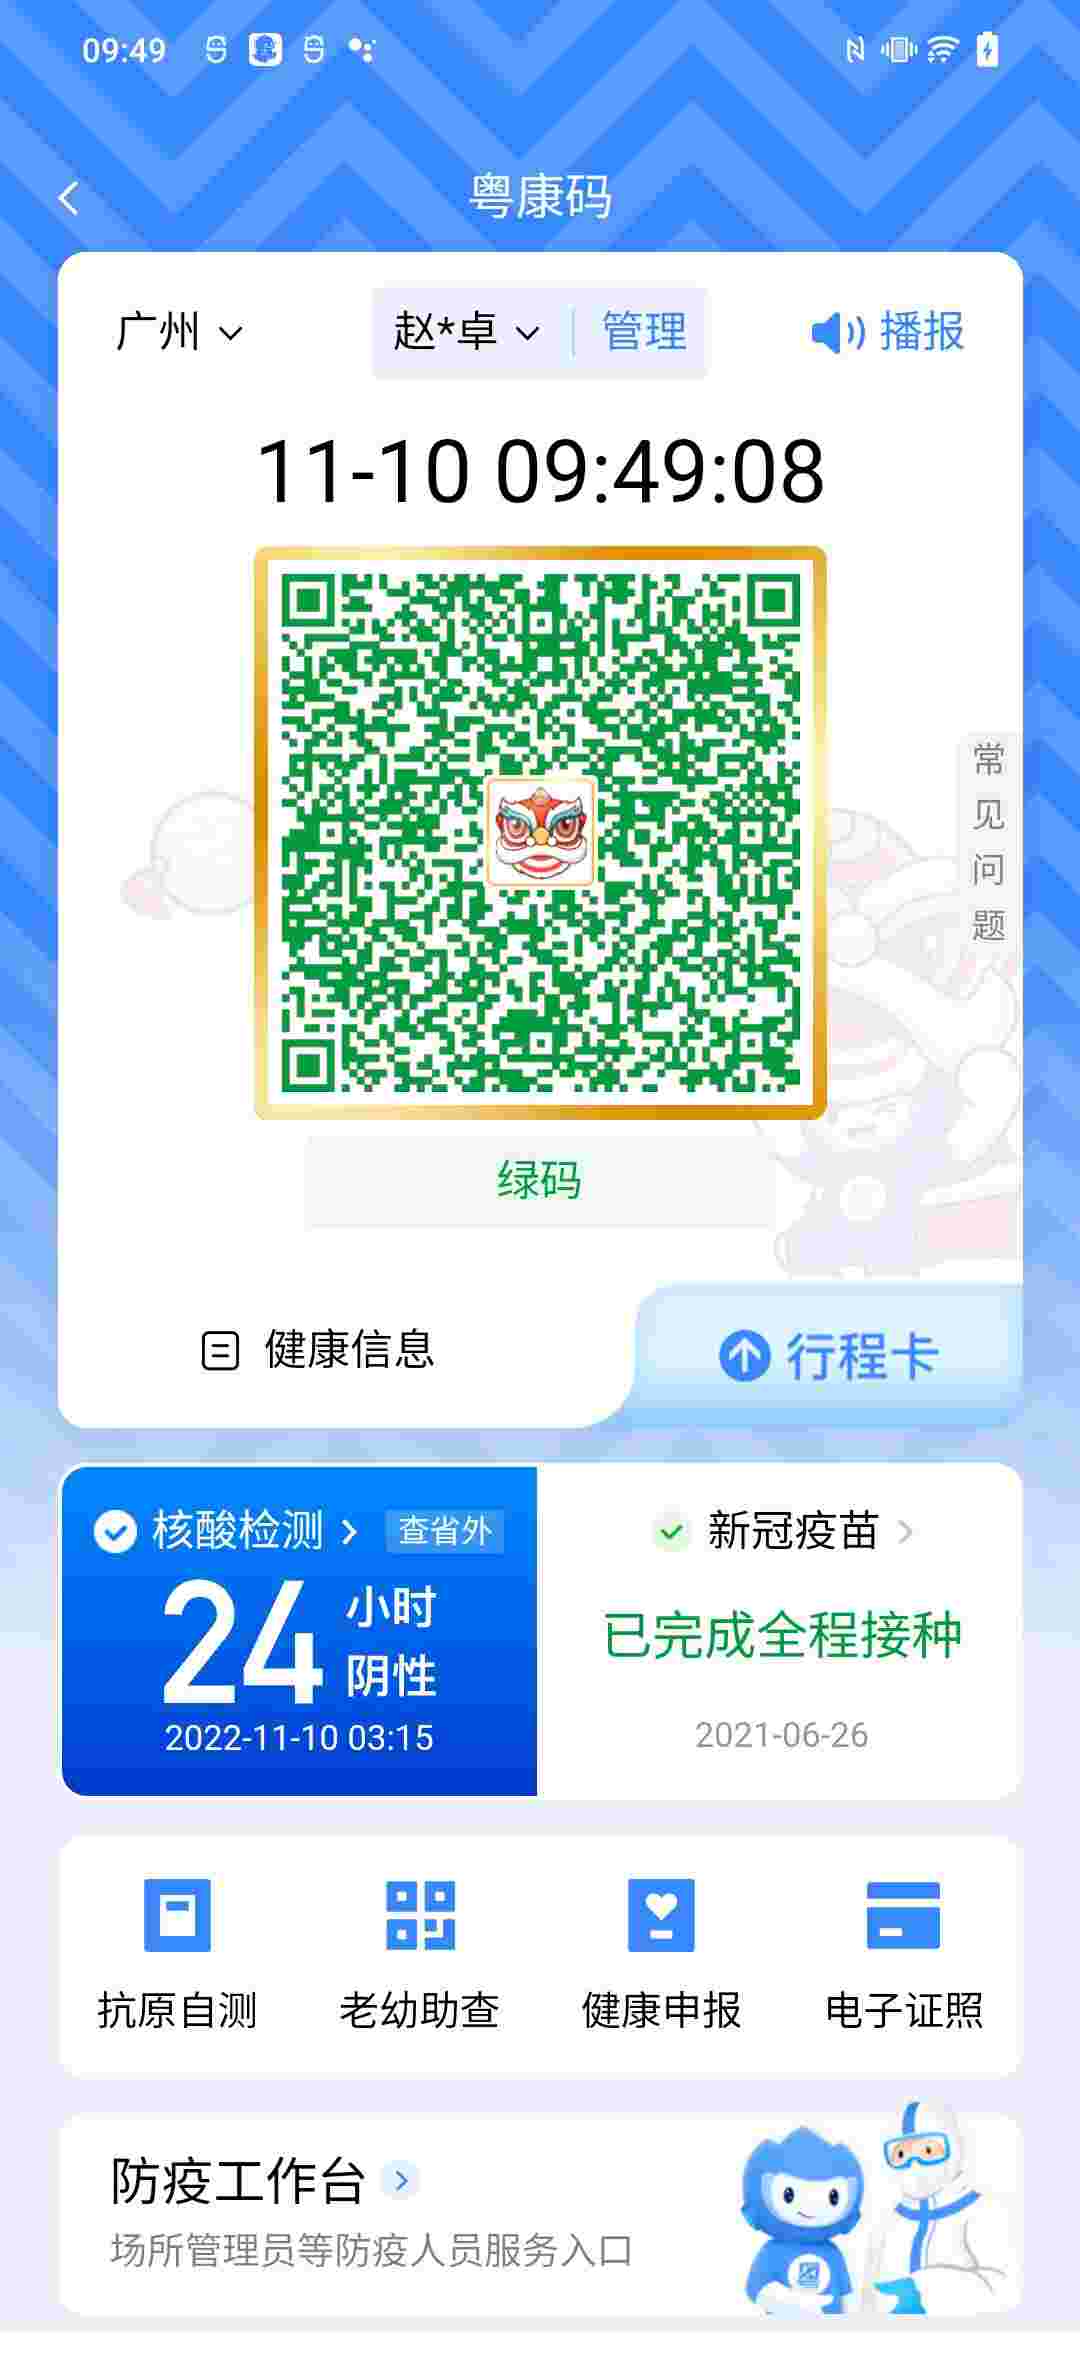 09:49
粤康码
广州 赵*卓 管理 播报
11-10 09:49:08
常见问题
绿码
健康信息 行程卡
核酸检测 查省外 新冠疫苗
24 小时 阴性 已完成全程接种
2022-11-10 03:15 2021-06-26
抗原自测 老幼助查 健康申报 电子证照
防疫工作台
场所管理员等防疫人员服务入口